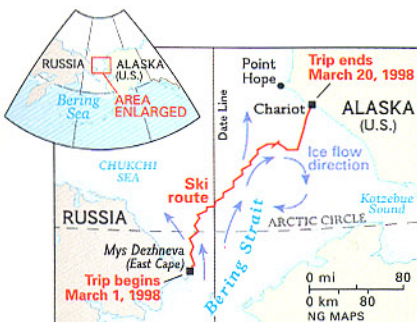 RUSSIA
ALASKA
(U.S.)
Bering
Sea
AREA
ENLARGED
Point
Hope
Trip ends
March 20, 1998
Chariot
ALASKA
(U.S.)
Date Line
CHUKCHI
SEA
Ski
route
Ice flow
direction
Kotzebue
Sound
RUSSIA
ARCTIC CIRCLE
Mys Dezhneva
(East Cape)
Bering Strait
Trip begins
March 1, 1998
0 mi 80
0 km 80
NG MAPS